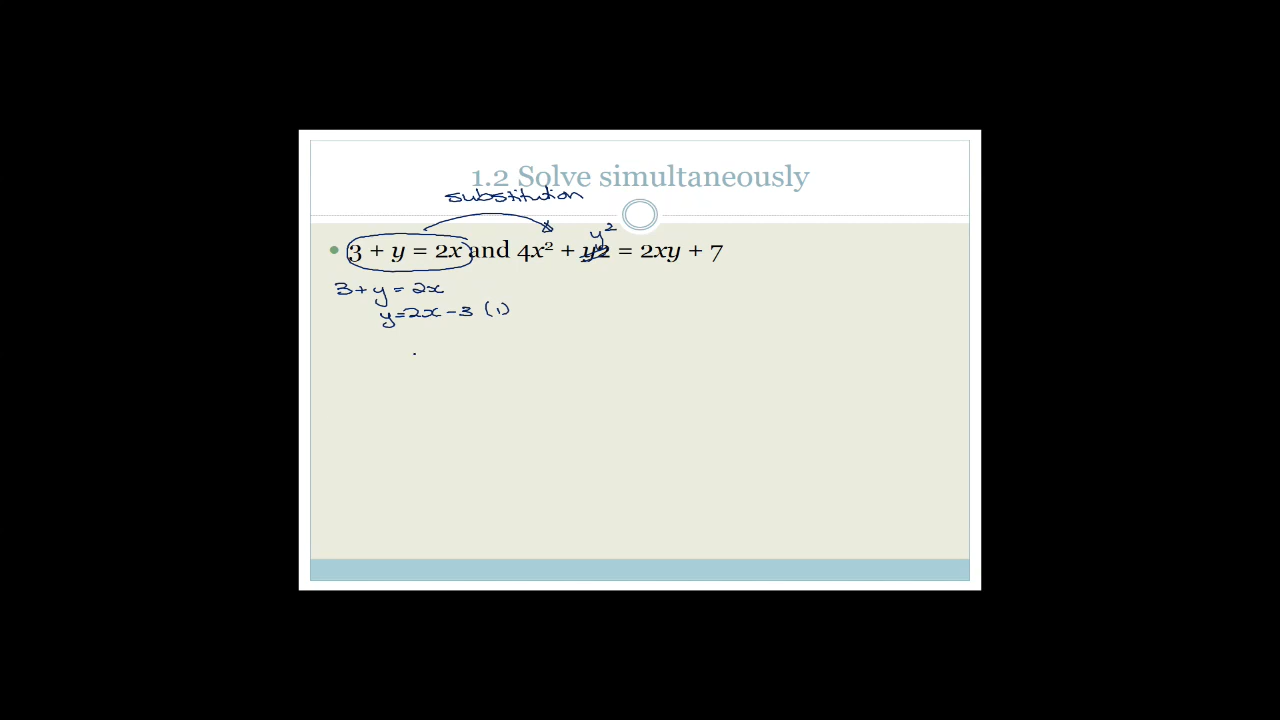 1.2 Solve simultaneously
substitution
y²
3 + y = 2x and 4x² + y2 = 2xy + 7
3+y = 2x
y=2x-3 (1)